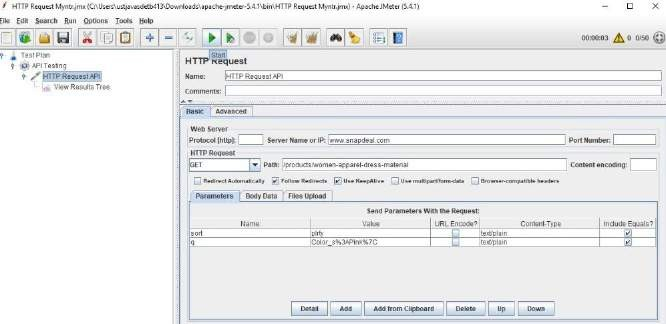 HTTP Request Myntr.jmx (C:\Users\ustjavasdetb413\Downloads\apache-jmeter-5.4.1\bin\HTTP Request Myntr.jmx) - Apache JMeter (5.4.1)
File Edit Search Run Options Tools Help
00:00:03 0 0/50
Start
Test Plan
API Testing
HTTP Request API
View Results Tree
HTTP Request
Name: HTTP Request API
Comments:
Basic Advanced
Web Server
Protocol [http]: Server Name or IP: www.snapdeal.com Port Number:
HTTP Request
GET Path: /products/women-apparel-dress-material Content encoding:
Redirect Automatically Follow Redirects Use KeepAlive Use multipart/form-data Browser-compatible headers
Parameters Body Data Files Upload
Send Parameters With the Request:
Name: Value URL Encode? Content-Type Include Equals?
sort plrty text/plain
q Color_s%3APink%7C text/plain
Detail Add Add from Clipboard Delete Up Down